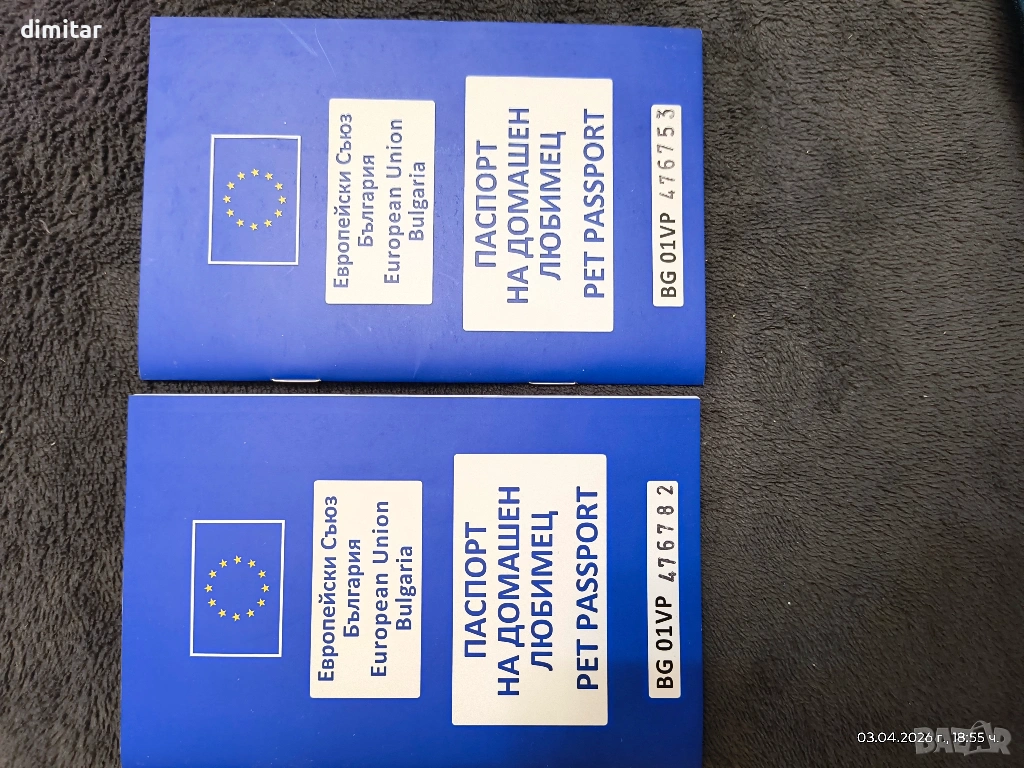 dimitar
Европейски Съюз
България
European Union
Bulgaria
ПАСПОРТ
НА ДОМАШЕН
ЛЮБИМЕЦ
PET PASSPORT
BG 01VP 476753
Европейски Съюз
България
European Union
Bulgaria
ПАСПОРТ
НА ДОМАШЕН
ЛЮБИМЕЦ
PET PASSPORT
BG 01VP 476782
03.04.2026 г., 18:55 ч.
BAZAR